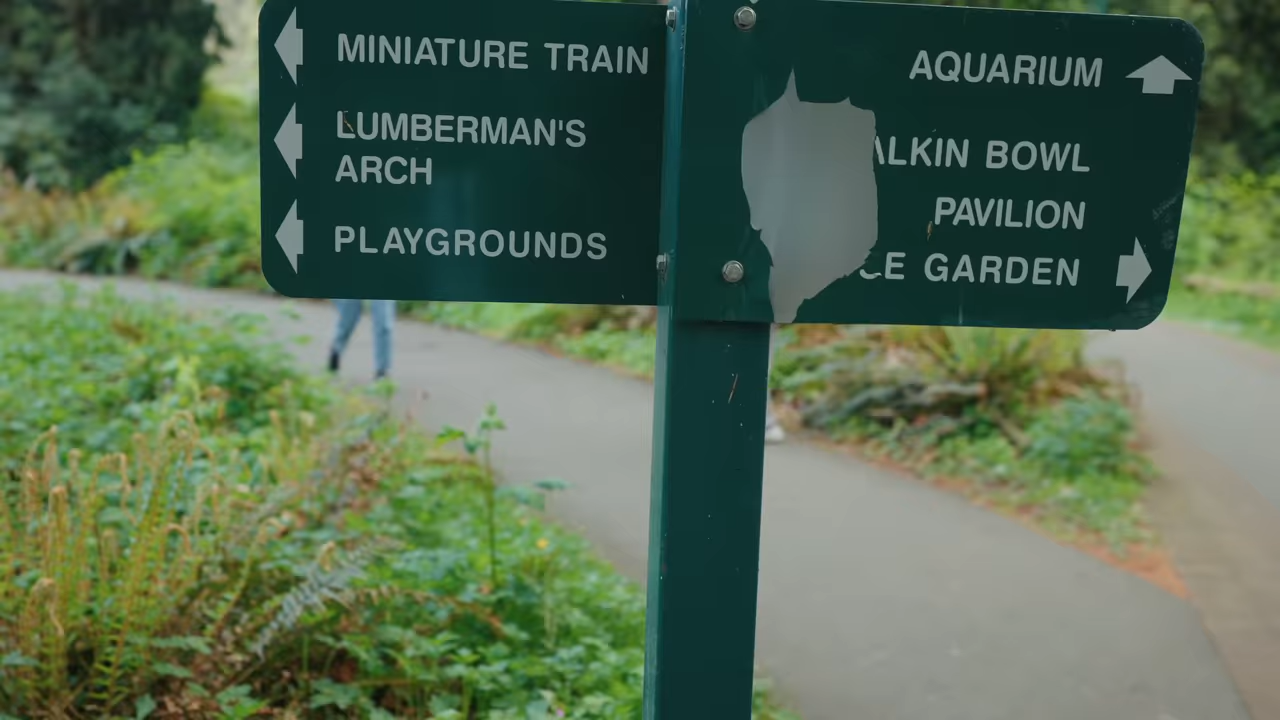 MINIATURE TRAIN
LUMBERMAN'S
ARCH
PLAYGROUNDS
AQUARIUM
ALKIN BOWL
PAVILION
CE GARDEN